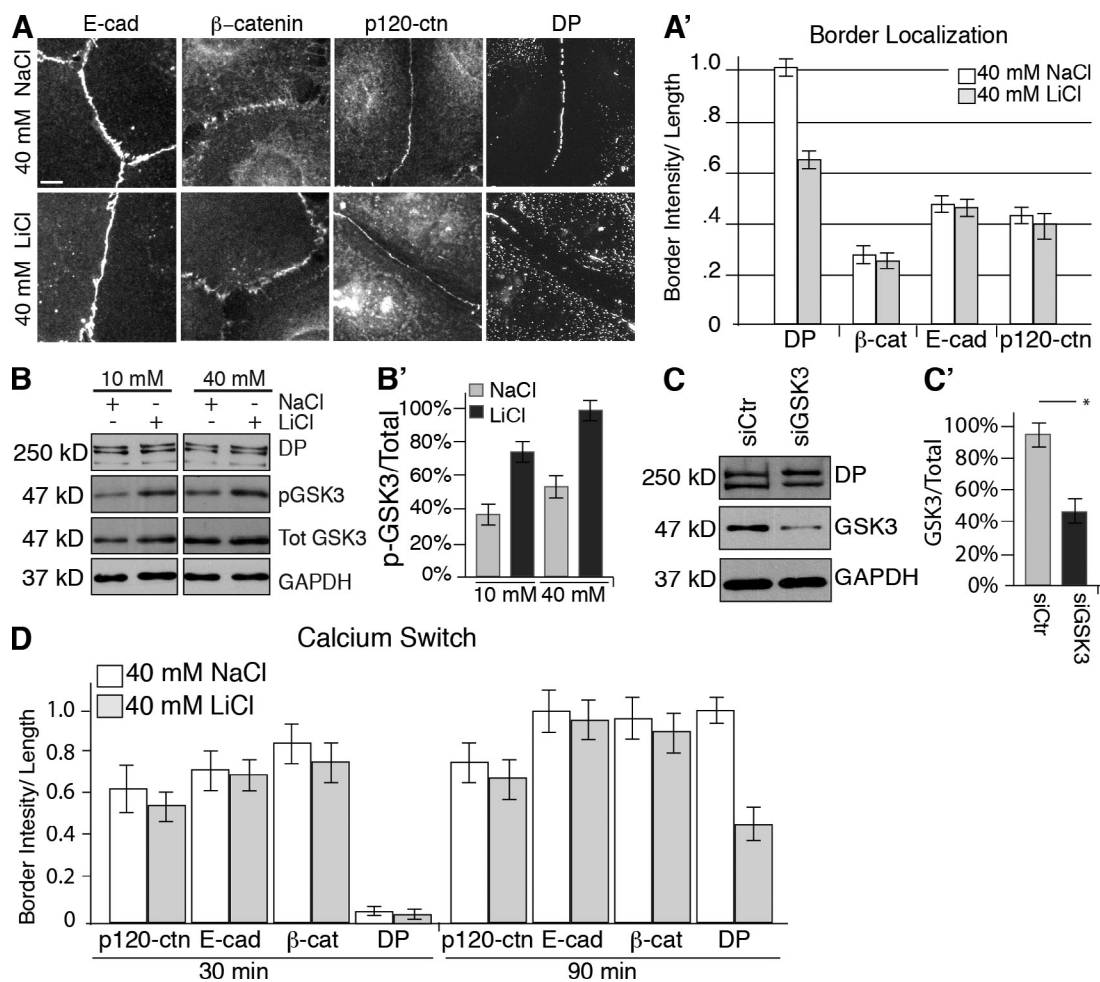 A
E-cad β–catenin p120-ctn DP
40 mM NaCl
40 mM LiCl
A'
Border Localization
Border Intensity/ Length
1.0
.8
.6
.4
.2
0
40 mM NaCl
40 mM LiCl
DP β-cat E-cad p120-ctn
B
10 mM 40 mM
+ - + - NaCl
- + - + LiCl
250 kD DP
47 kD pGSK3
47 kD Tot GSK3
37 kD GAPDH
B'
p-GSK3/Total
100%
80%
60%
40%
20%
0%
NaCl
LiCl
10 mM 40 mM
C
siCtr siGSK3
250 kD DP
47 kD GSK3
37 kD GAPDH
C'
*
GSK3/Total
100%
80%
60%
40%
20%
0%
siCtr siGSK3
D
Calcium Switch
40 mM NaCl
40 mM LiCl
Border Intesity/ Length
1.0
0.8
0.6
0.4
0.2
0
p120-ctn E-cad β-cat DP p120-ctn E-cad β-cat DP
30 min 90 min